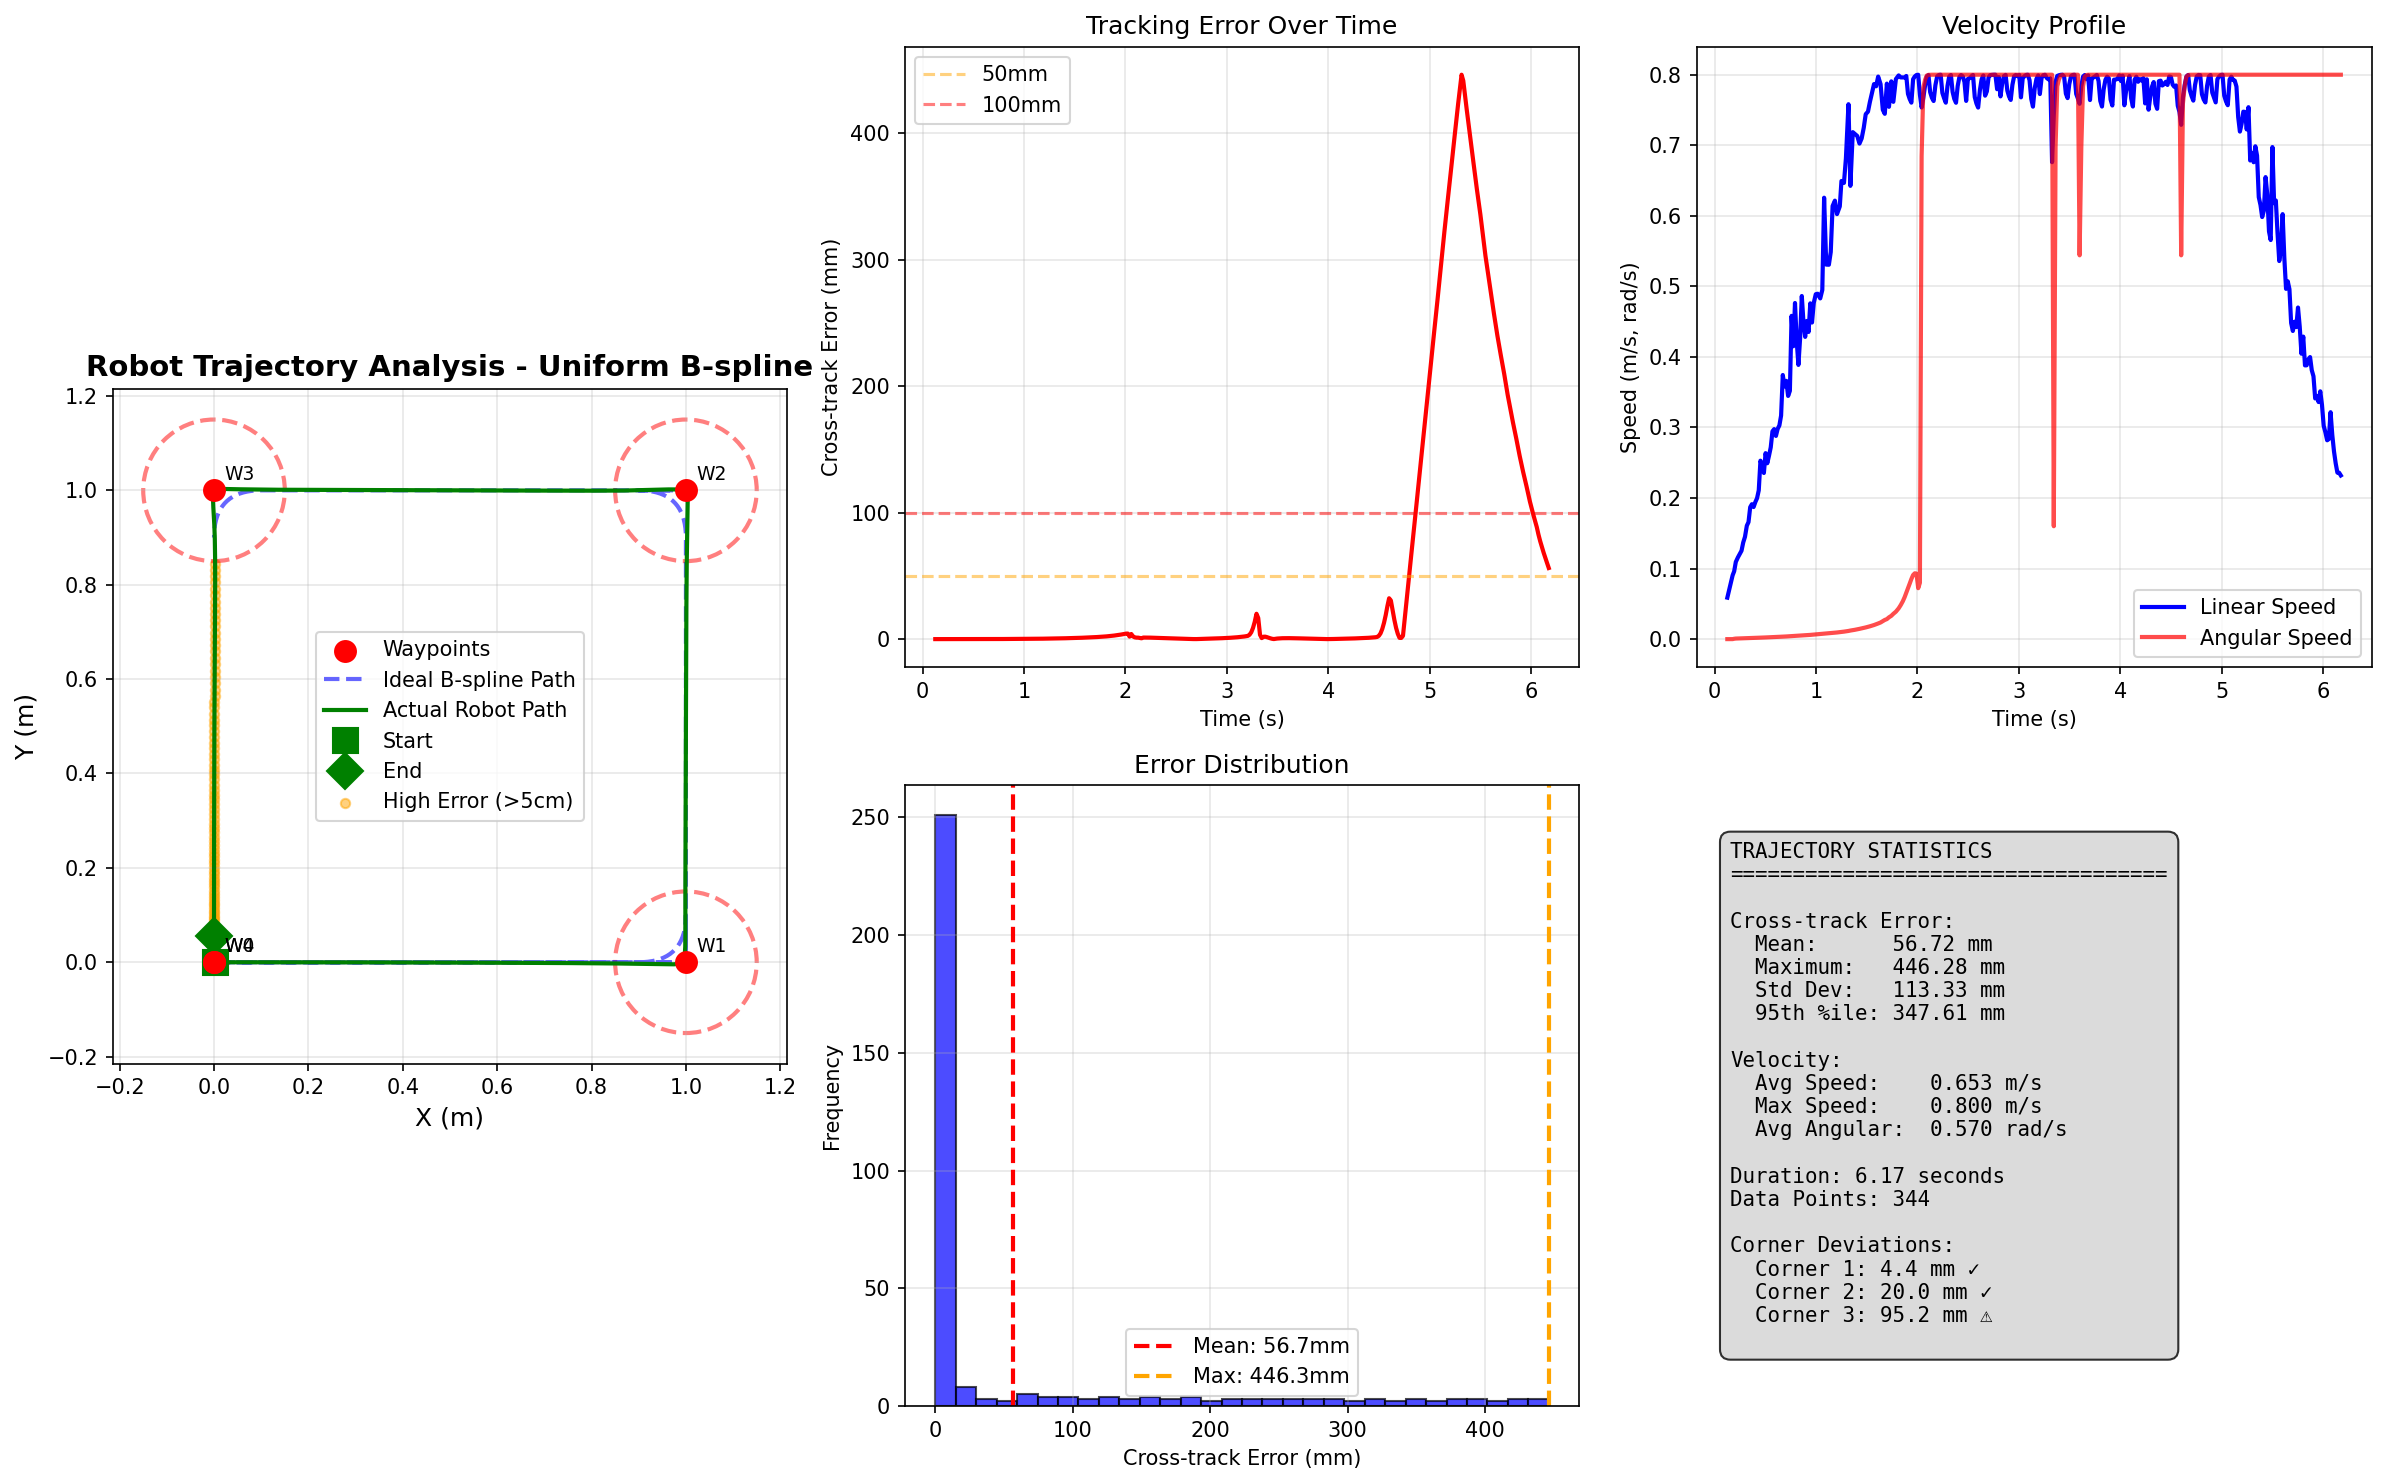 Robot Trajectory Analysis - Uniform B-spline
1.2
1.0
0.8
0.6
0.4
0.2
0.0
−0.2
Y (m)
W3
W2
W1
Waypoints
Ideal B-spline Path
Actual Robot Path
Start
End
High Error (>5cm)
−0.2
0.0
0.2
0.4
0.6
0.8
1.0
1.2
X (m)
Tracking Error Over Time
50mm
100mm
400
300
200
100
0
Cross-track Error (mm)
0
1
2
3
4
5
6
Time (s)
Velocity Profile
0.8
0.7
0.6
0.5
0.4
0.3
0.2
0.1
0.0
Speed (m/s, rad/s)
Linear Speed
Angular Speed
0
1
2
3
4
5
6
Time (s)
Error Distribution
250
200
150
100
50
0
Frequency
Mean: 56.7mm
Max: 446.3mm
0
100
200
300
400
Cross-track Error (mm)
TRAJECTORY STATISTICS
===================================
Cross-track Error:
Mean: 56.72 mm
Maximum: 446.28 mm
Std Dev: 113.33 mm
95th %ile: 347.61 mm
Velocity:
Avg Speed: 0.653 m/s
Max Speed: 0.800 m/s
Avg Angular: 0.570 rad/s
Duration: 6.17 seconds
Data Points: 344
Corner Deviations:
Corner 1: 4.4 mm ✓
Corner 2: 20.0 mm ✓
Corner 3: 95.2 mm ⚠